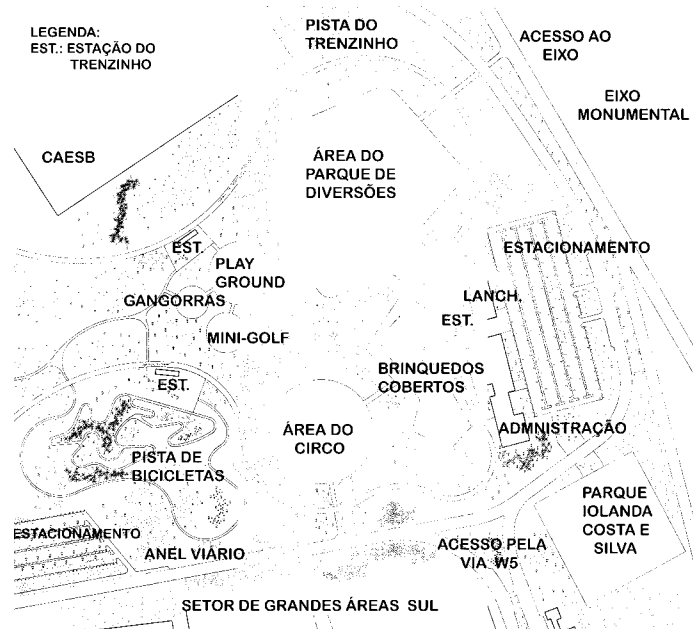 LEGENDA:
EST.: ESTAÇÃO DO
TRENZINHO
PISTA DO
TRENZINHO
ACESSO AO
EIXO
EIXO
MONUMENTAL
CAESB
ÁREA DO
PARQUE DE
DIVERSÕES
EST.
PLAY
GROUND
GANGORRAS
MINI-GOLF
ESTACIONAMENTO
LANCH.
EST.
BRINQUEDOS
COBERTOS
EST.
ÁREA DO
CIRCO
ADMNISTRAÇÃO
PISTA DE
BICICLETAS
PARQUE
IOLANDA
COSTA E
SILVA
ESTACIONAMENTO
ANEL VIÁRIO
ACESSO PELA
VIA W5
SETOR DE GRANDES ÁREAS SUL